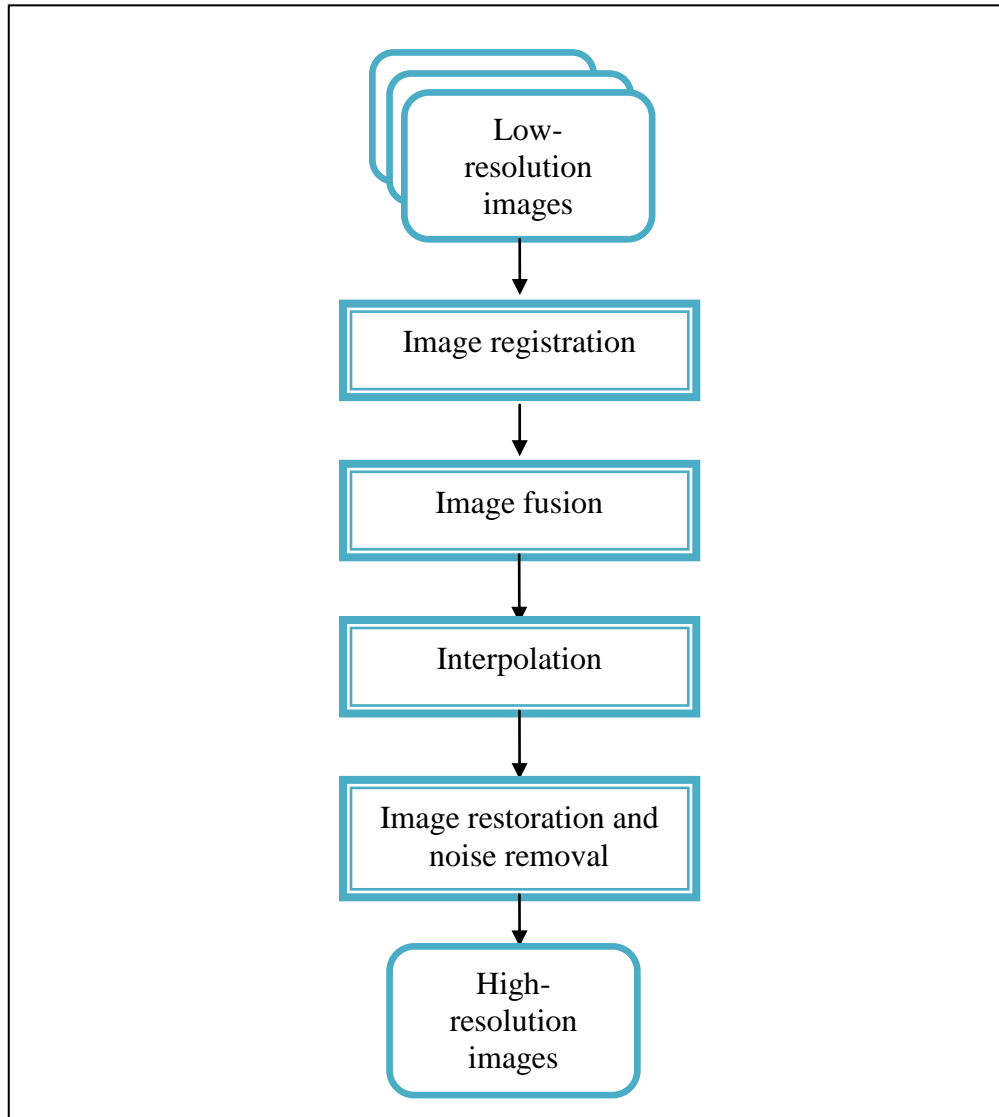 Low-
resolution
images
Image registration
Image fusion
Interpolation
Image restoration and
noise removal
High-
resolution
images